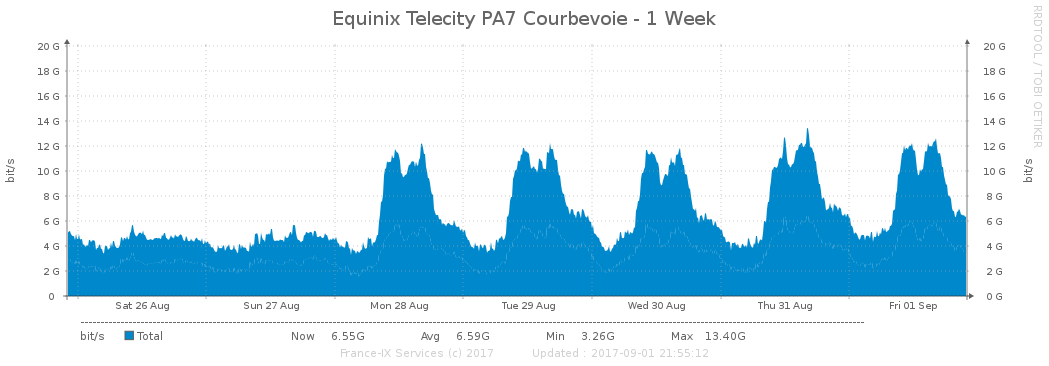 Equinix Telecity PA7 Courbevoie - 1 Week
RRDTOOL / TOBI OETIKER
bit/s
bit/s
20 G 20 G
18 G 18 G
16 G 16 G
14 G 14 G
12 G 12 G
10 G 10 G
8 G 8 G
6 G 6 G
4 G 4 G
2 G 2 G
0 0 G
Sat 26 Aug Sun 27 Aug Mon 28 Aug Tue 29 Aug Wed 30 Aug Thu 31 Aug Fri 01 Sep
bit/s Total Now 6.55G Avg 6.59G Min 3.26G Max 13.40G
France-IX Services (c) 2017 Updated : 2017-09-01 21:55:12